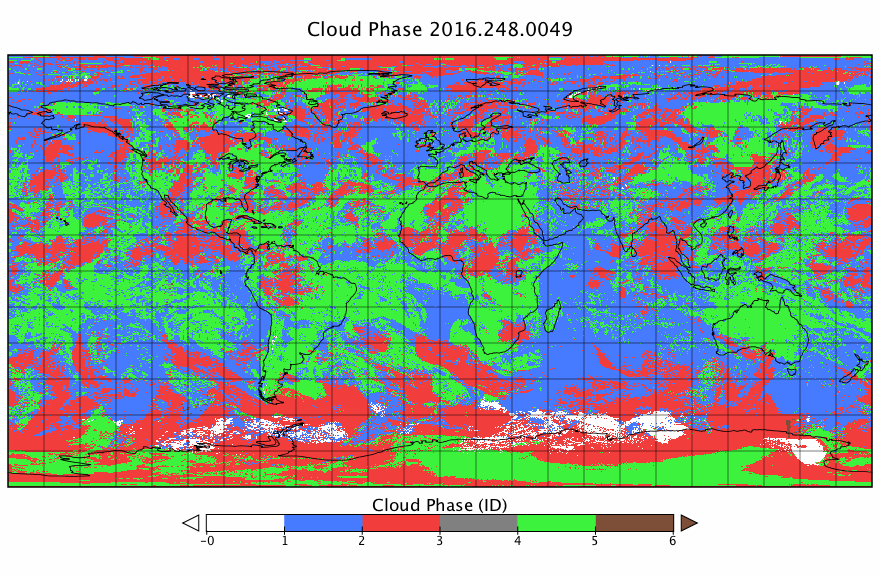 Cloud Phase 2016.248.0049
Cloud Phase (ID)
-0 1 2 3 4 5 6